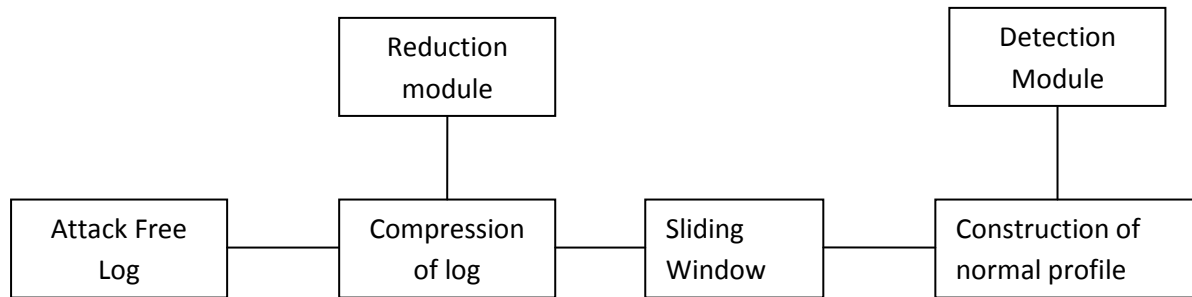 Reduction
module
Detection
Module
Attack Free
Log
Compression
of log
Sliding
Window
Construction of
normal profile